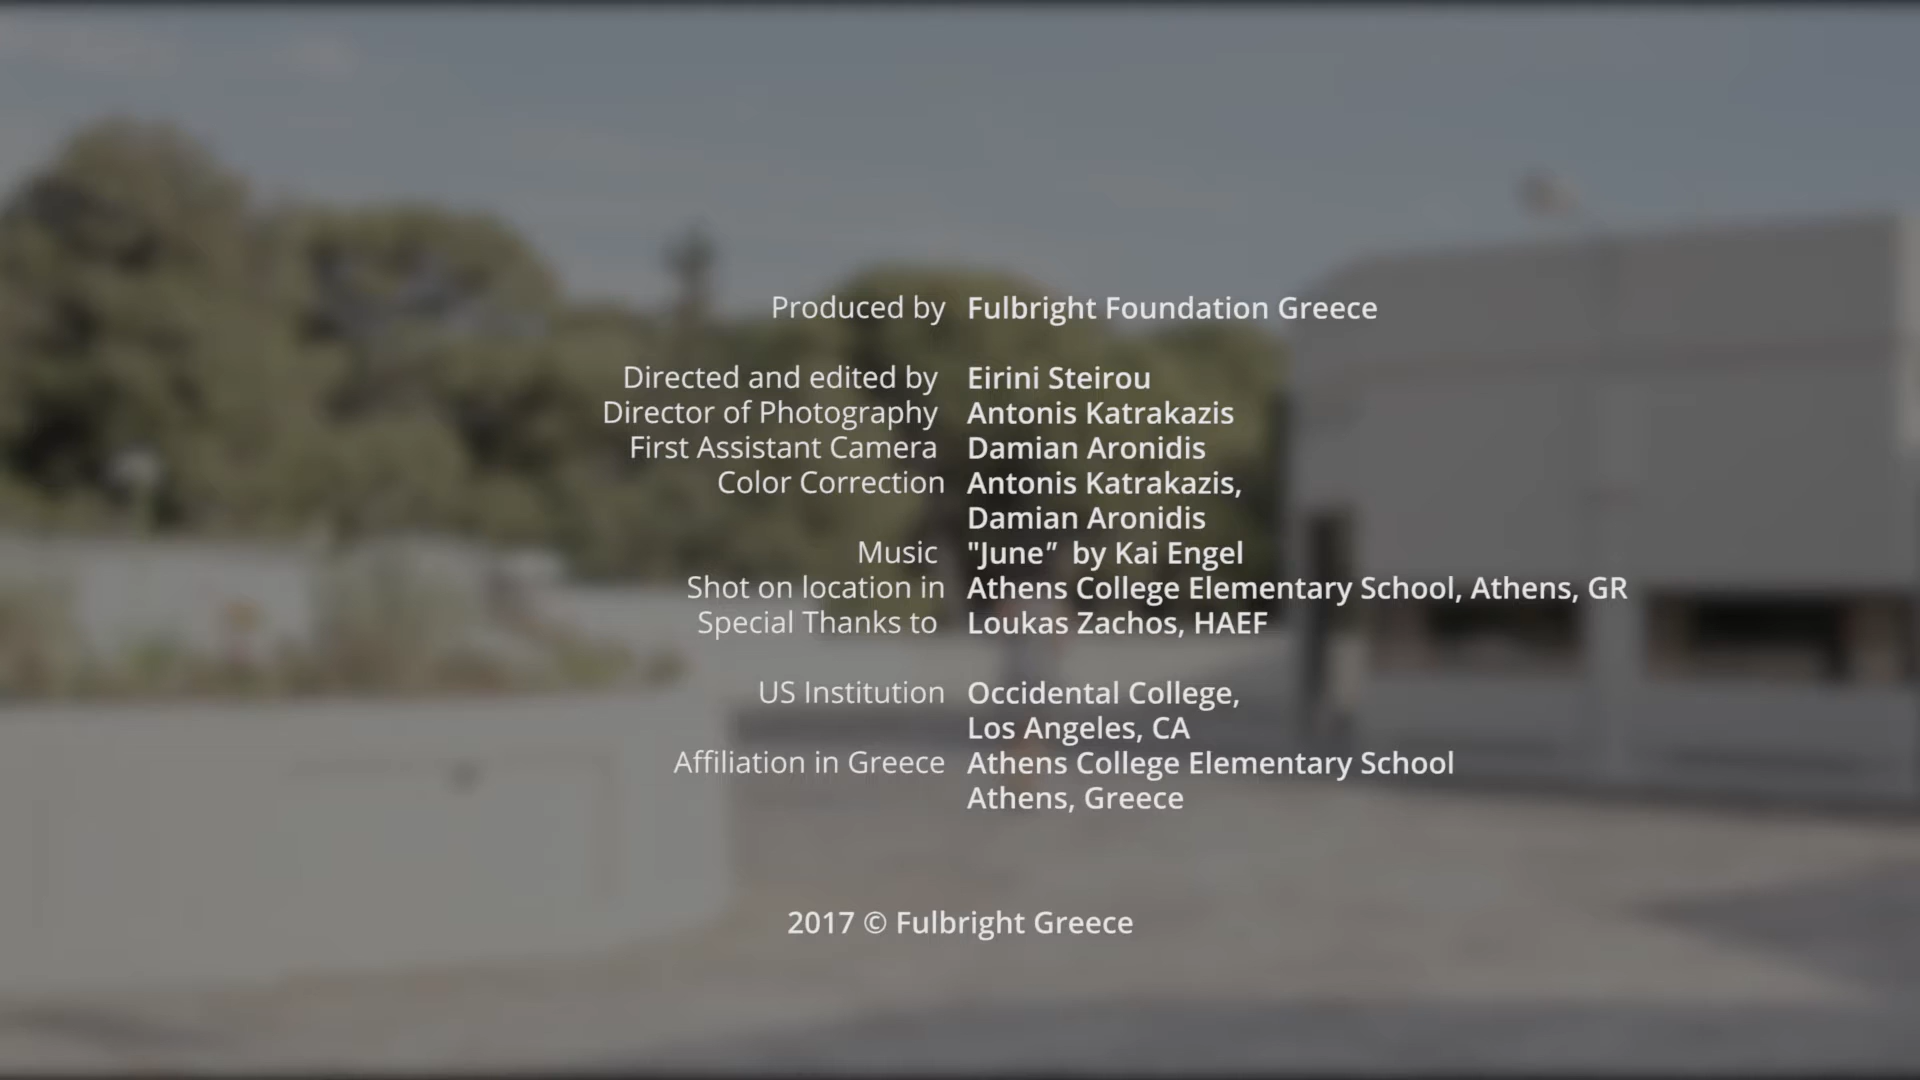 Produced by Fulbright Foundation Greece
Directed and edited by Eirini Steirou
Director of Photography Antonis Katrakazis
First Assistant Camera Damian Aronidis
Color Correction Antonis Katrakazis,
Damian Aronidis
Music "June” by Kai Engel
Shot on location in Athens College Elementary School, Athens, GR
Special Thanks to Loukas Zachos, HAEF
US Institution Occidental College,
Los Angeles, CA
Affiliation in Greece Athens College Elementary School
Athens, Greece
2017 © Fulbright Greece